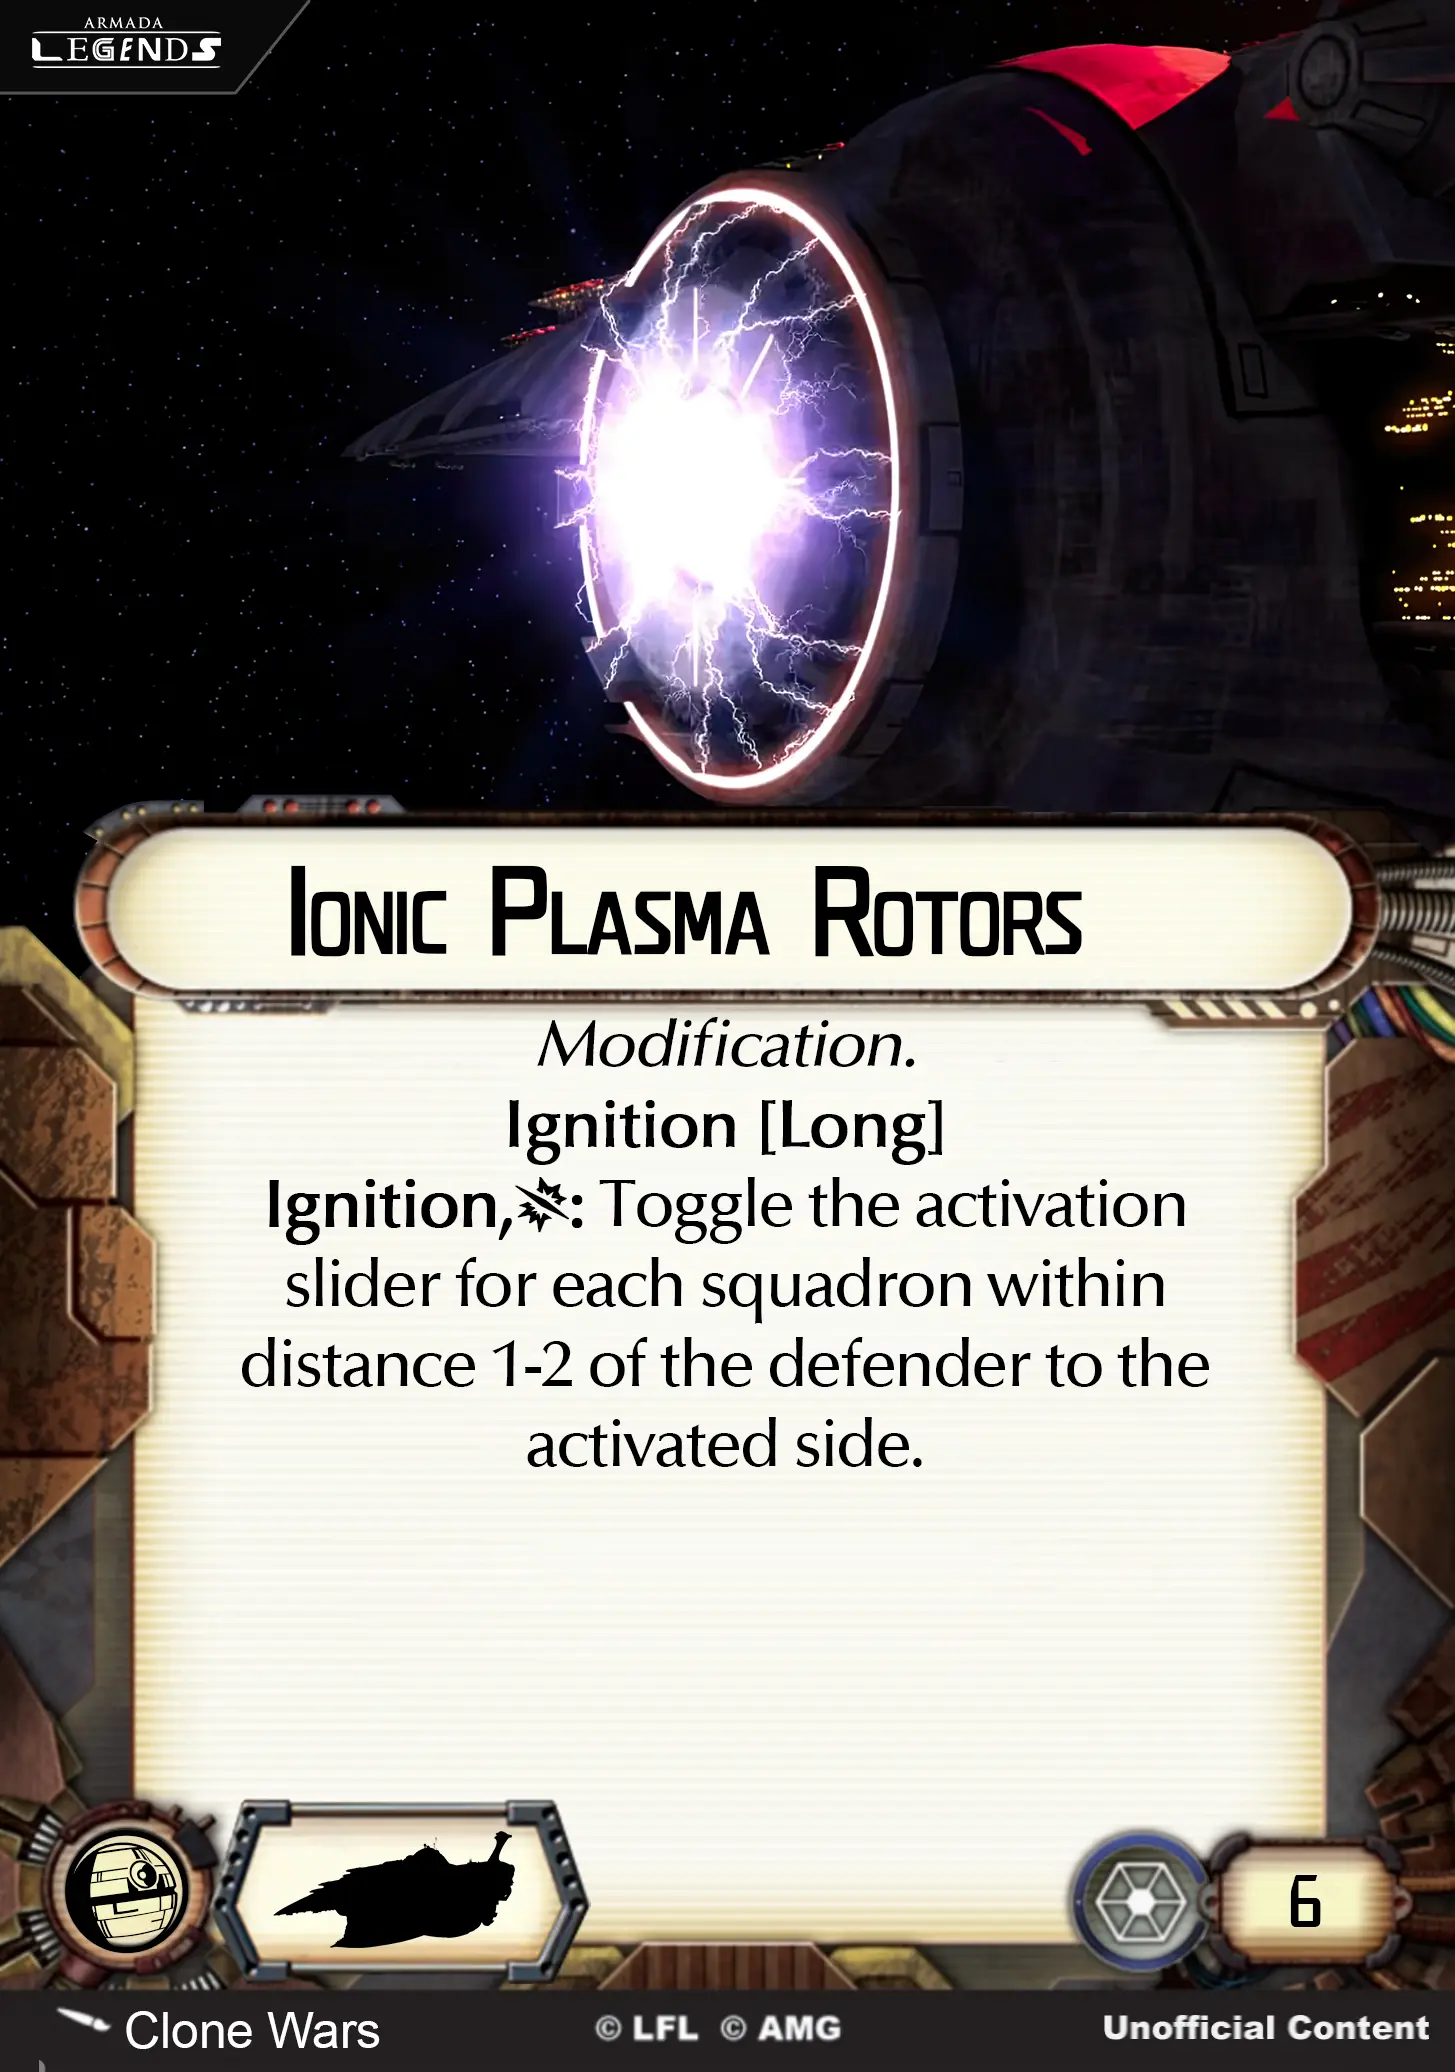 ARMADA
LEGENDS
Ionic Plasma Rotors
Modification.
Ignition [Long]
Ignition, : Toggle the activation
slider for each squadron within
distance 1-2 of the defender to the
activated side.
6
Clone Wars
© LFL © AMG
Unofficial Content